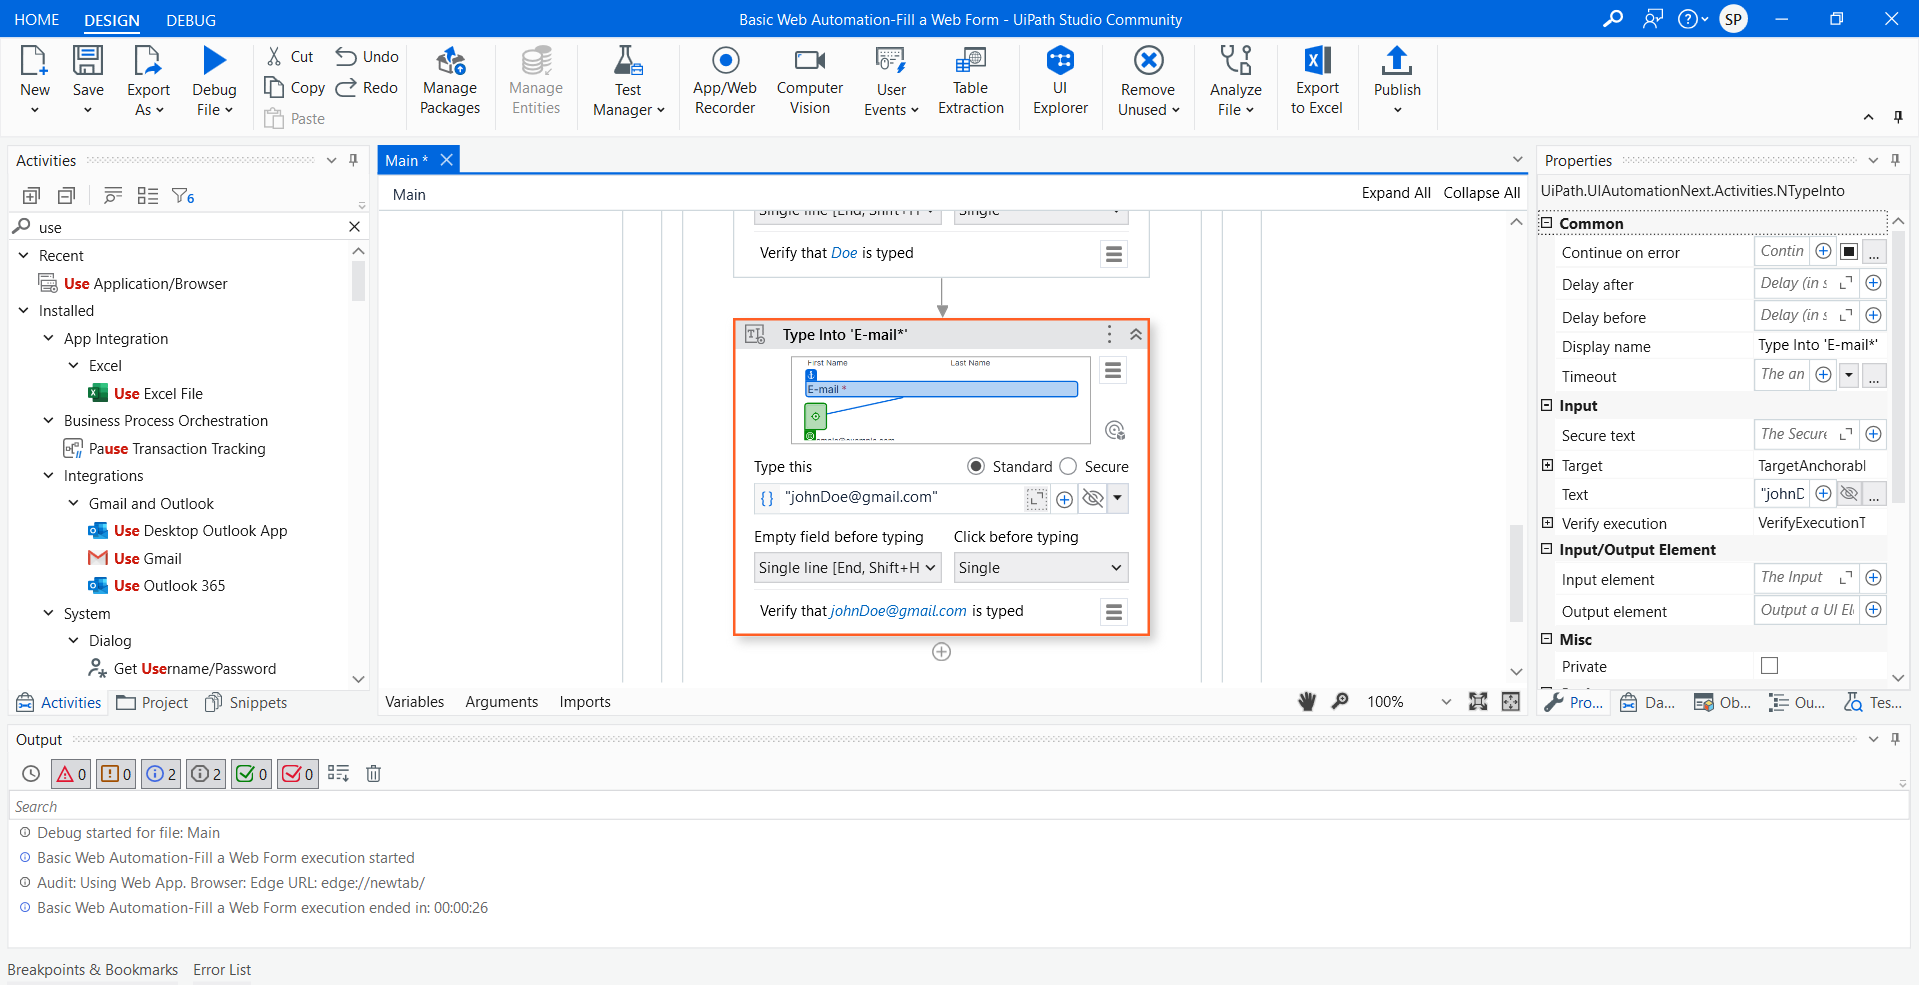 HOME DESIGN DEBUG
Basic Web Automation-Fill a Web Form - UiPath Studio Community
SP
New
Save
Export As
Debug File
Cut
Copy
Paste
Undo
Redo
Manage Packages
Manage Entities
Test Manager
App/Web Recorder
Computer Vision
User Events
Table Extraction
UI Explorer
Remove Unused
Analyze File
Export to Excel
Publish
Activities
6
use
Recent
Use Application/Browser
Installed
App Integration
Excel
Use Excel File
Business Process Orchestration
Pause Transaction Tracking
Integrations
Gmail and Outlook
Use Desktop Outlook App
Use Gmail
Use Outlook 365
System
Dialog
Get Username/Password
Activities Project Snippets
Main *
Main
Expand All Collapse All
Single line [End, Shift+H Single
Verify that Doe is typed
Type Into 'E-mail*'
First Name Last Name
E-mail *
Type this
Standard Secure
{} "johnDoe@gmail.com"
Empty field before typing Click before typing
Single line [End, Shift+H Single
Verify that johnDoe@gmail.com is typed
Variables Arguments Imports
100%
Properties
UiPath.UIAutomationNext.Activities.NTypeInto
Common
Continue on error Contin ...
Delay after Delay (in s
Delay before Delay (in s
Display name Type Into 'E-mail*'
Timeout The an ...
Input
Secure text The Secure
Target TargetAnchorabl
Text "johnD ...
Verify execution VerifyExecutionT
Input/Output Element
Input element The Input
Output element Output a UI El
Misc
Private
Pro... Da... Ob... Ou... Tes...
Output
0 0 2 2 0 0
Search
Debug started for file: Main
Basic Web Automation-Fill a Web Form execution started
Audit: Using Web App. Browser: Edge URL: edge://newtab/
Basic Web Automation-Fill a Web Form execution ended in: 00:00:26
Breakpoints & Bookmarks Error List